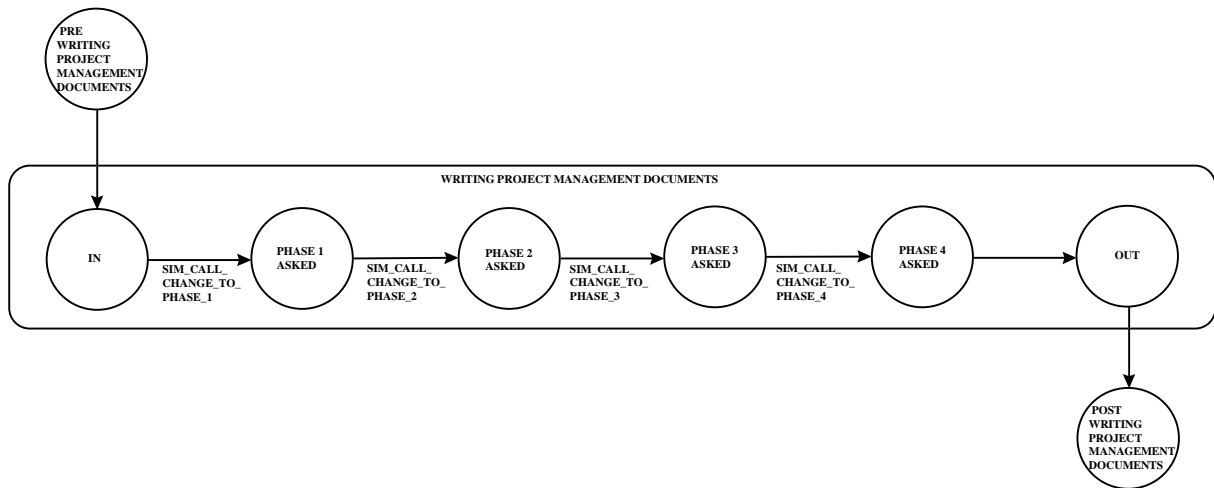 PRE
WRITING
PROJECT
MANAGEMENT
DOCUMENTS
WRITING PROJECT MANAGEMENT DOCUMENTS
IN
SIM_CALL_
CHANGE_TO_
PHASE_1
PHASE 1
ASKED
SIM_CALL_
CHANGE_TO_
PHASE_2
PHASE 2
ASKED
SIM_CALL_
CHANGE_TO_
PHASE_3
PHASE 3
ASKED
SIM_CALL_
CHANGE_TO_
PHASE_4
PHASE 4
ASKED
OUT
POST
WRITING
PROJECT
MANAGEMENT
DOCUMENTS